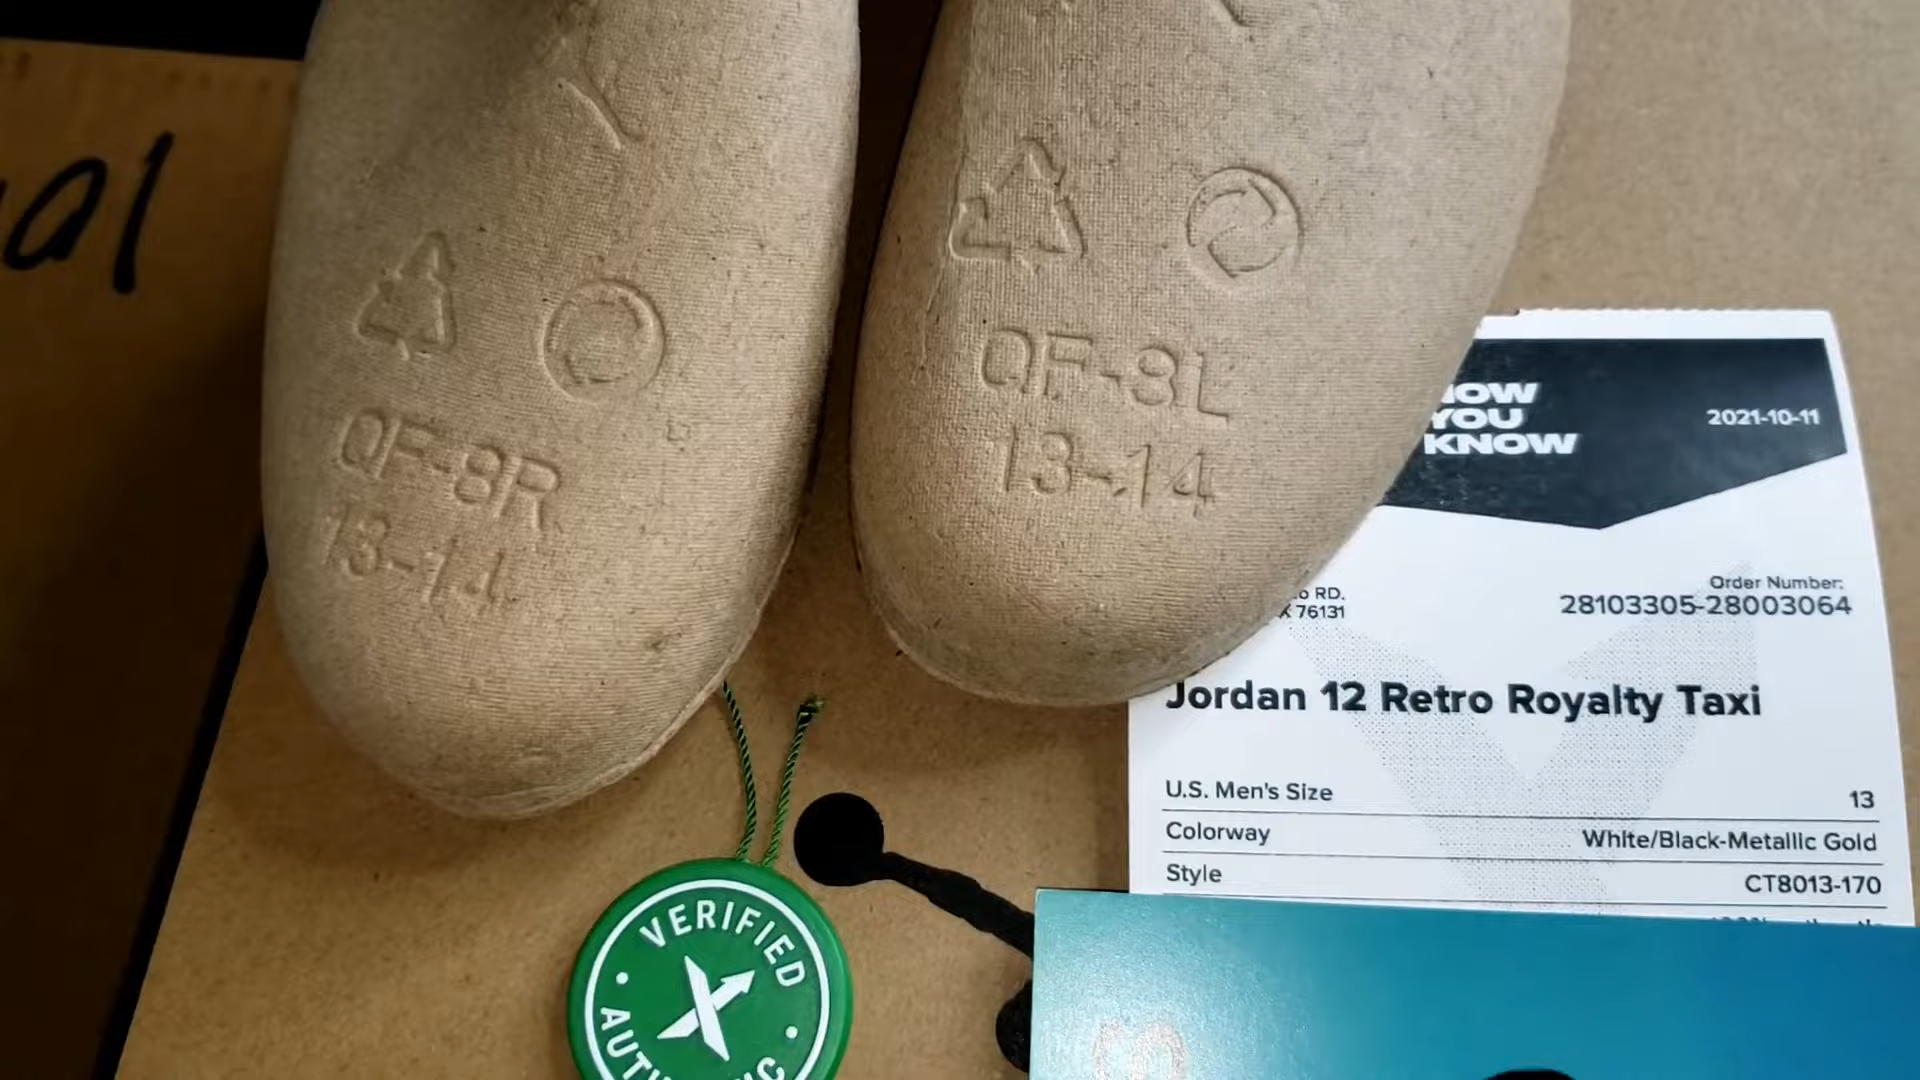 QF-8R
13-14
QF-8L
13-14
NOW
YOU
KNOW
2021-10-11
RD.
76131
Order Number:
28103305-28003064
Jordan 12 Retro Royalty Taxi
U.S. Men's Size 13
Colorway White/Black-Metallic Gold
Style CT8013-170
VERIFIED